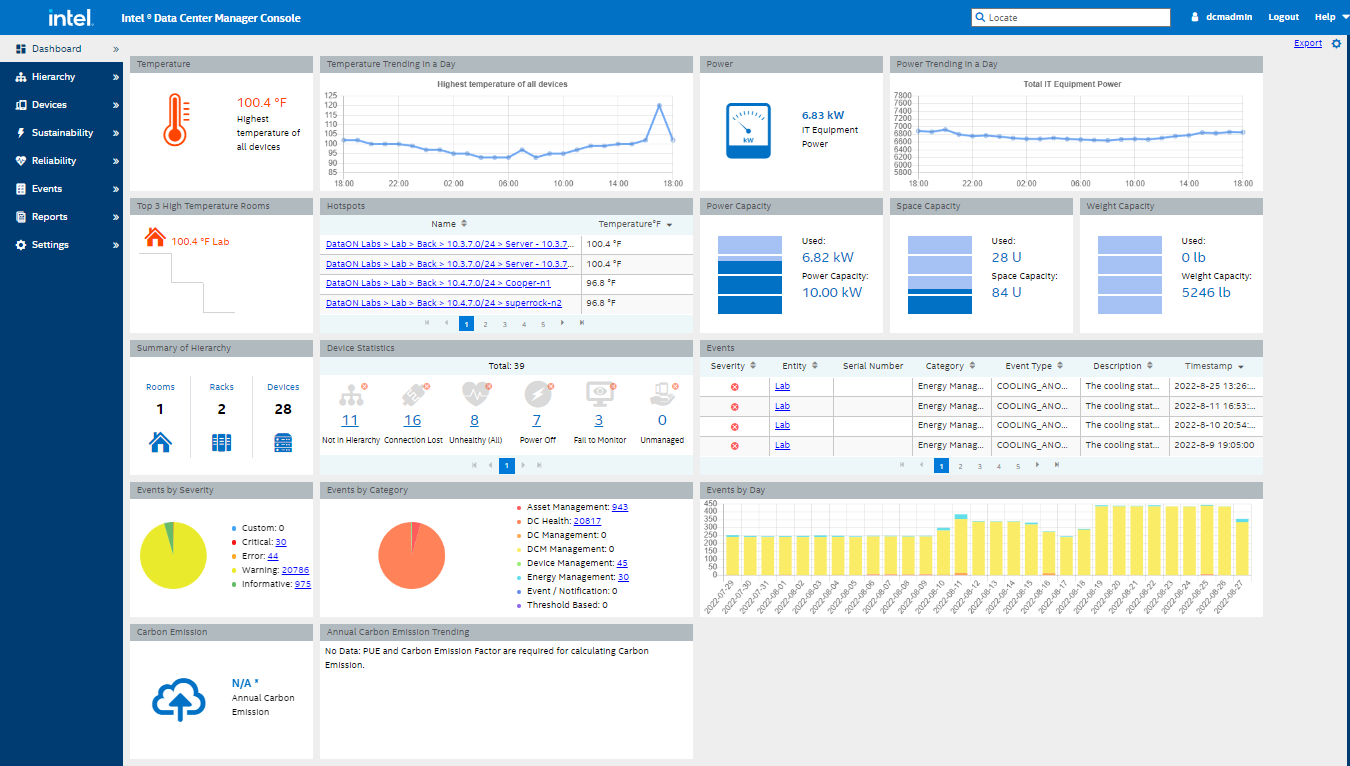 intel. Intel ® Data Center Manager Console
Locate
dcmadmin Logout Help
Export
Dashboard
Hierarchy
Devices
Sustainability
Reliability
Events
Reports
Settings
Temperature
100.4 °F
Highest
temperature of
all devices
Temperature Trending in a Day
Highest temperature of all devices
125
120
115
110
105
100
95
90
85
18:00 22:00 02:00 06:00 10:00 14:00 18:00
Power
kW
6.83 kW
IT Equipment
Power
Power Trending in a Day
Total IT Equipment Power
7800
7600
7400
7200
7000
6800
6600
6400
6200
6000
5800
18:00 22:00 02:00 06:00 10:00 14:00 18:00
Top 3 High Temperature Rooms
100.4 °F Lab
Hotspots
Name Temperature°F
DataON Labs > Lab > Back > 10.3.7.0/24 > Server - 10.3.7... 100.4 °F
DataON Labs > Lab > Back > 10.3.7.0/24 > Server - 10.3.7... 100.4 °F
DataON Labs > Lab > Back > 10.4.7.0/24 > Cooper-n1 96.8 °F
DataON Labs > Lab > Back > 10.4.7.0/24 > superrock-n2 96.8 °F
1 2 3 4 5
Power Capacity
Used:
6.82 kW
Power Capacity:
10.00 kW
Space Capacity
Used:
28 U
Space Capacity:
84 U
Weight Capacity
Used:
0 lb
Weight Capacity:
5246 lb
Summary of Hierarchy
Rooms Racks Devices
1 2 28
Device Statistics
Total: 39
11 16 8 7 3 0
Not in Hierarchy Connection Lost Unhealthy (All) Power Off Fail to Monitor Unmanaged
1
Events
Severity Entity Serial Number Category Event Type Description Timestamp
Lab Energy Manag... COOLING_ANO... The cooling stat... 2022-8-25 13:26:...
Lab Energy Manag... COOLING_ANO... The cooling stat... 2022-8-11 16:53:...
Lab Energy Manag... COOLING_ANO... The cooling stat... 2022-8-10 20:54:...
Lab Energy Manag... COOLING_ANO... The cooling stat... 2022-8-9 19:05:00
1 2 3 4 5
Events by Severity
Custom: 0
Critical: 30
Error: 44
Warning: 20786
Informative: 975
Events by Category
Asset Management: 943
DC Health: 20817
DC Management: 0
DCM Management: 0
Device Management: 45
Energy Management: 30
Event / Notification: 0
Threshold Based: 0
Events by Day
450
400
350
300
250
200
150
100
50
0
2022-07-29 2022-07-30 2022-07-31 2022-08-01 2022-08-02 2022-08-03 2022-08-04 2022-08-05 2022-08-06 2022-08-07 2022-08-08 2022-08-09 2022-08-10 2022-08-11 2022-08-12 2022-08-13 2022-08-14 2022-08-15 2022-08-16 2022-08-17 2022-08-18 2022-08-19 2022-08-20 2022-08-21 2022-08-22 2022-08-23 2022-08-24 2022-08-25 2022-08-26 2022-08-27
Carbon Emission
N/A *
Annual Carbon
Emission
Annual Carbon Emission Trending
No Data: PUE and Carbon Emission Factor are required for calculating Carbon
Emission.